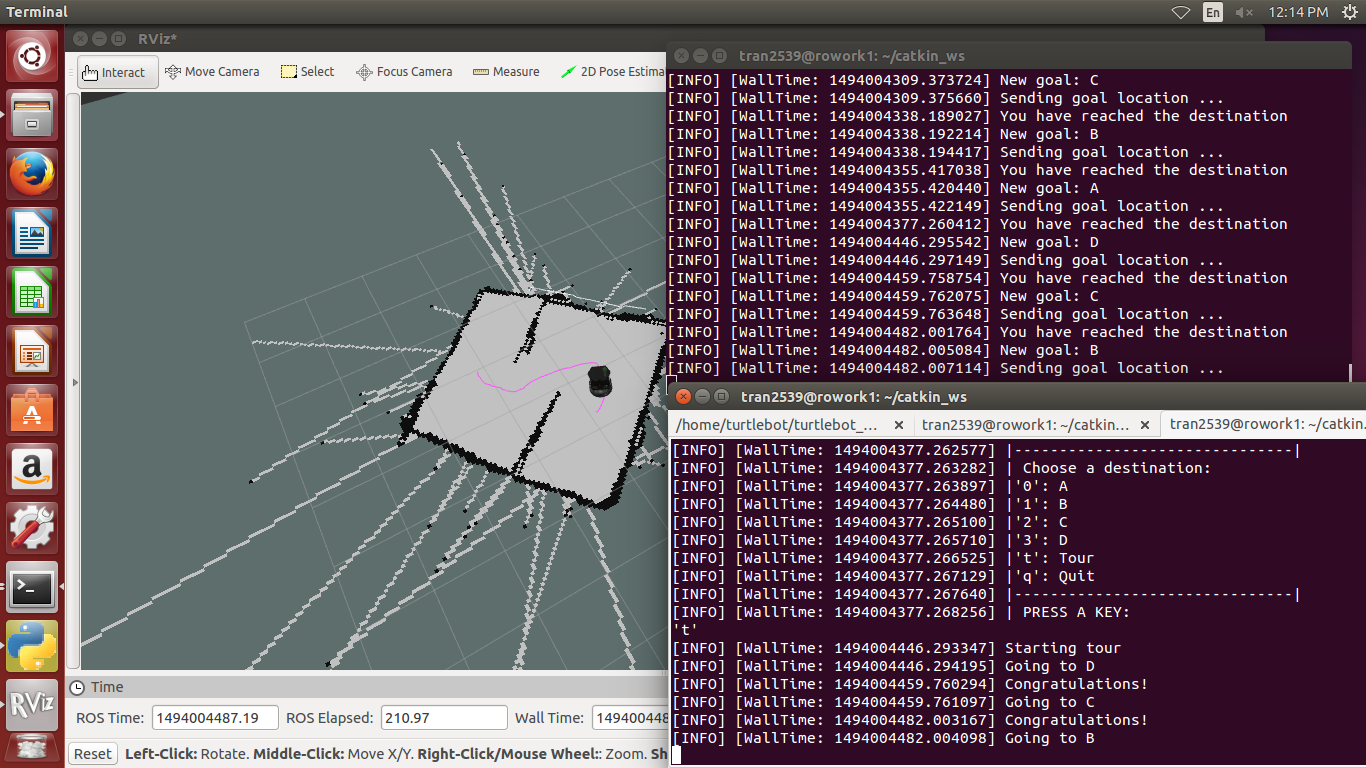 Terminal
En
12:14 PM
RViz*
Interact
Move Camera
Select
Focus Camera
Measure
2D Pose Estima
tran2539@rowork1: ~/catkin_ws
[INFO] [WallTime: 1494004309.373724] New goal: C
[INFO] [WallTime: 1494004309.375660] Sending goal location ...
[INFO] [WallTime: 1494004338.189027] You have reached the destination
[INFO] [WallTime: 1494004338.192214] New goal: B
[INFO] [WallTime: 1494004338.194417] Sending goal location ...
[INFO] [WallTime: 1494004355.417038] You have reached the destination
[INFO] [WallTime: 1494004355.420440] New goal: A
[INFO] [WallTime: 1494004355.422149] Sending goal location ...
[INFO] [WallTime: 1494004377.260412] You have reached the destination
[INFO] [WallTime: 1494004446.295542] New goal: D
[INFO] [WallTime: 1494004446.297149] Sending goal location ...
[INFO] [WallTime: 1494004459.758754] You have reached the destination
[INFO] [WallTime: 1494004459.762075] New goal: C
[INFO] [WallTime: 1494004459.763648] Sending goal location ...
[INFO] [WallTime: 1494004482.001764] You have reached the destination
[INFO] [WallTime: 1494004482.005084] New goal: B
[INFO] [WallTime: 1494004482.007114] Sending goal location ...
tran2539@rowork1: ~/catkin_ws
/home/turtlebot/turtlebot_...
tran2539@rowork1: ~/catkin...
tran2539@rowork1: ~/catkin.
[INFO] [WallTime: 1494004377.262577] |-------------------------------|
[INFO] [WallTime: 1494004377.263282] | Choose a destination:
[INFO] [WallTime: 1494004377.263897] |'0': A
[INFO] [WallTime: 1494004377.264480] |'1': B
[INFO] [WallTime: 1494004377.265100] |'2': C
[INFO] [WallTime: 1494004377.265710] |'3': D
[INFO] [WallTime: 1494004377.266525] |'t': Tour
[INFO] [WallTime: 1494004377.267129] |'q': Quit
[INFO] [WallTime: 1494004377.267640] |-------------------------------|
[INFO] [WallTime: 1494004377.268256] | PRESS A KEY:
't'
[INFO] [WallTime: 1494004446.293347] Starting tour
[INFO] [WallTime: 1494004446.294195] Going to D
[INFO] [WallTime: 1494004459.760294] Congratulations!
[INFO] [WallTime: 1494004459.761097] Going to C
[INFO] [WallTime: 1494004482.003167] Congratulations!
[INFO] [WallTime: 1494004482.004098] Going to B
Time
ROS Time: 1494004487.19 ROS Elapsed: 210.97 Wall Time: 149400448
Reset Left-Click: Rotate. Middle-Click: Move X/Y. Right-Click/Mouse Wheel:: Zoom. Sh
RViz